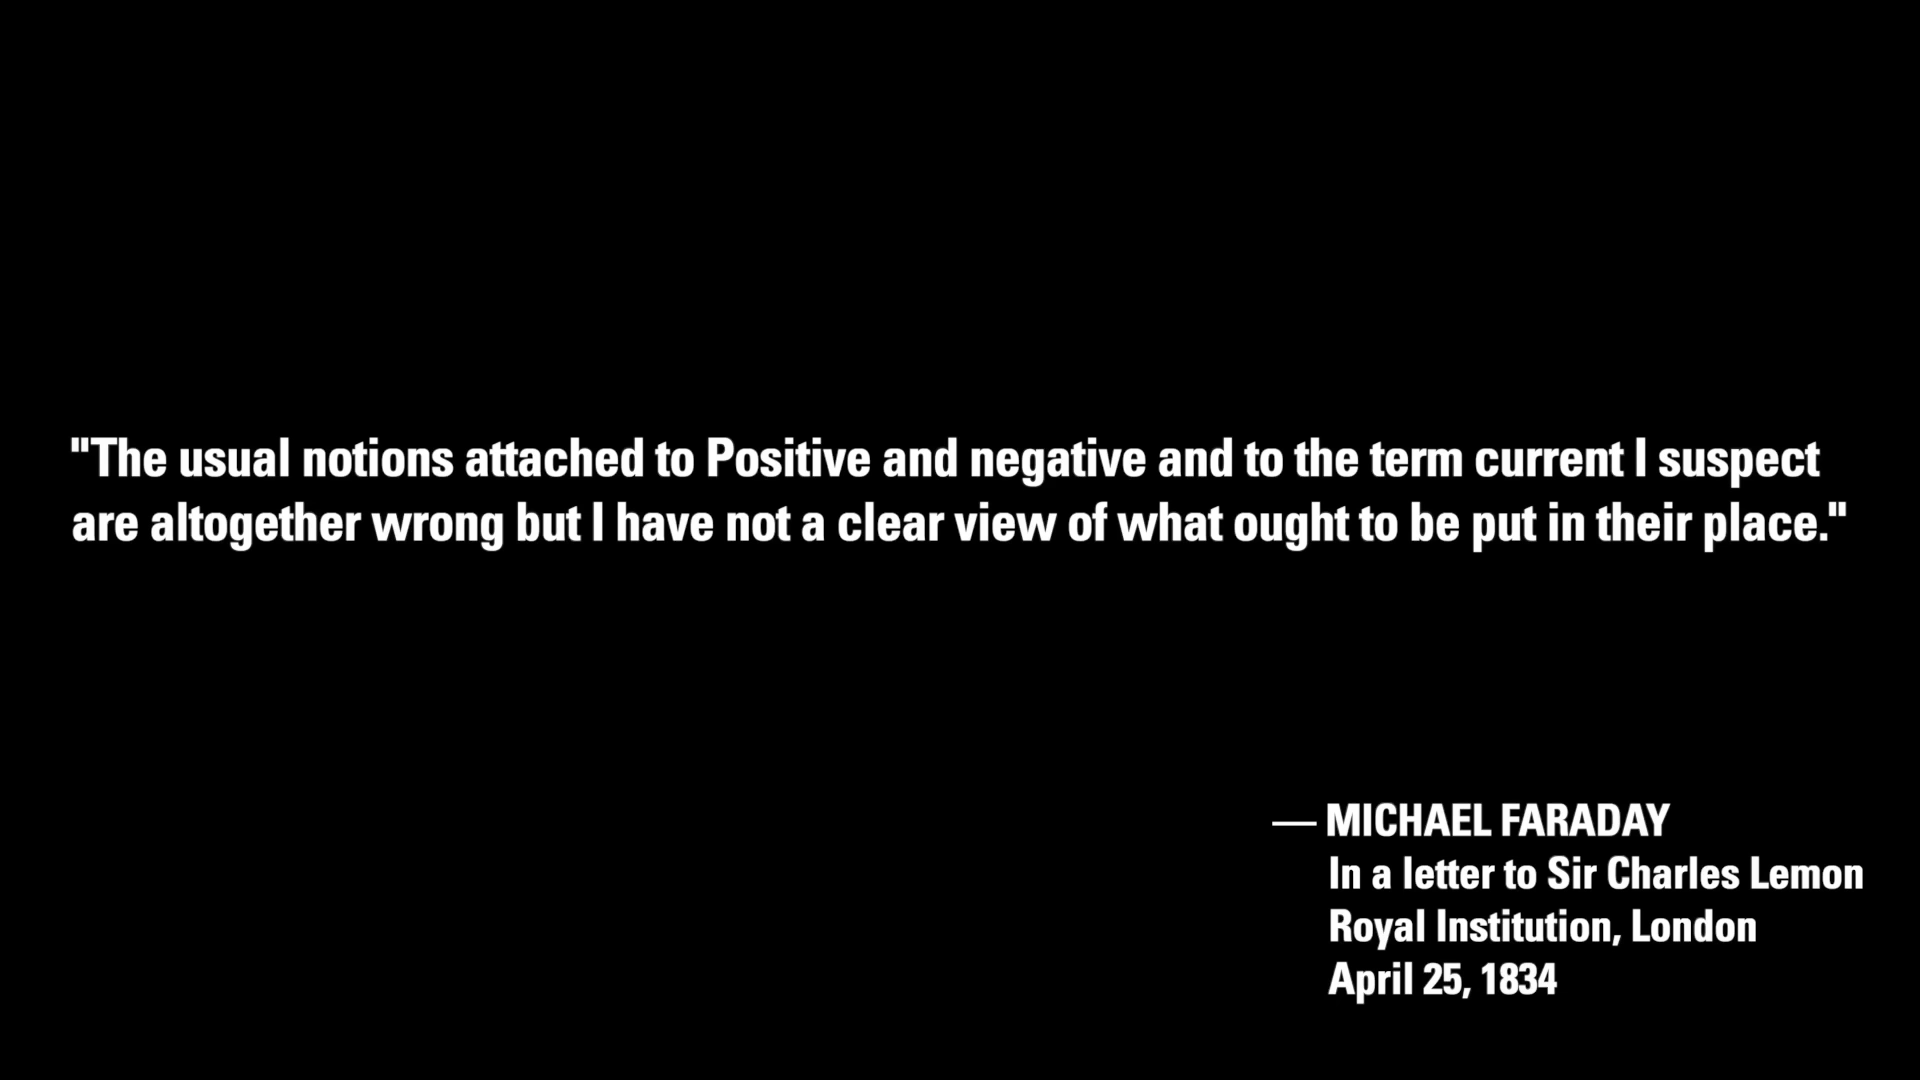 "The usual notions attached to Positive and negative and to the term current I suspect
are altogether wrong but I have not a clear view of what ought to be put in their place."
— MICHAEL FARADAY
In a letter to Sir Charles Lemon
Royal Institution, London
April 25, 1834